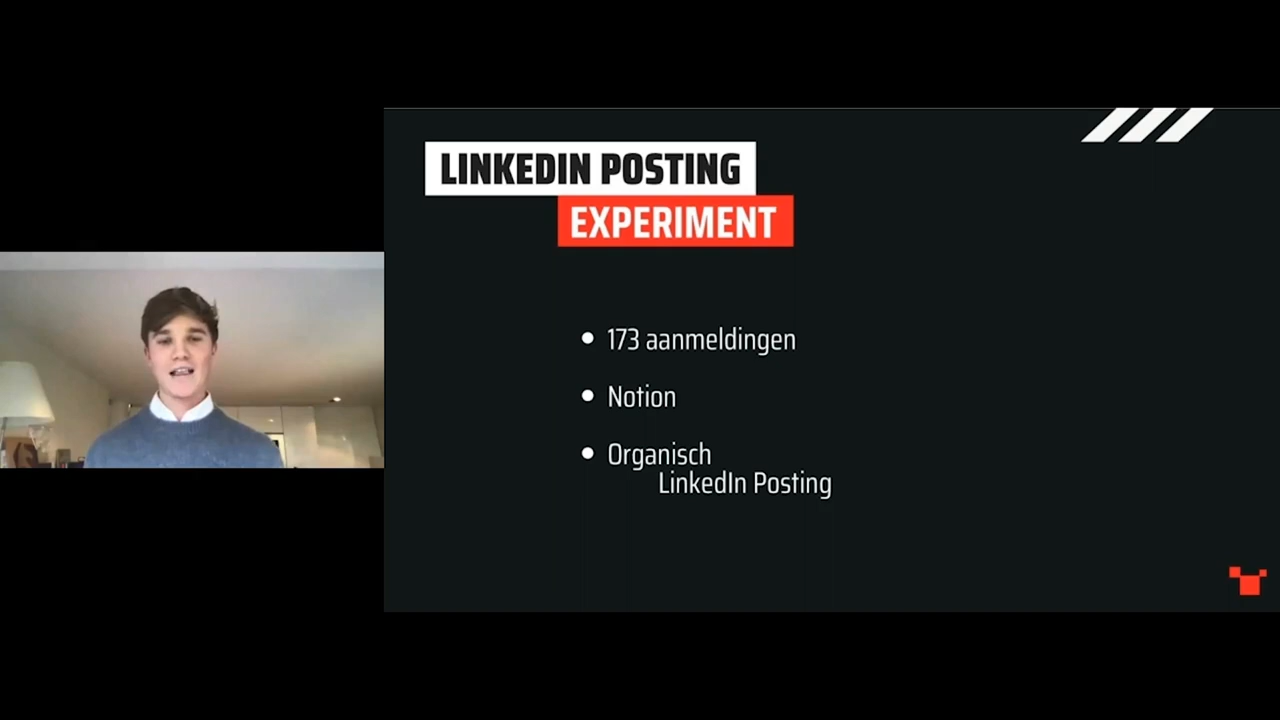 LINKEDIN POSTING
EXPERIMENT
173 aanmeldingen
Notion
Organisch
LinkedIn Posting